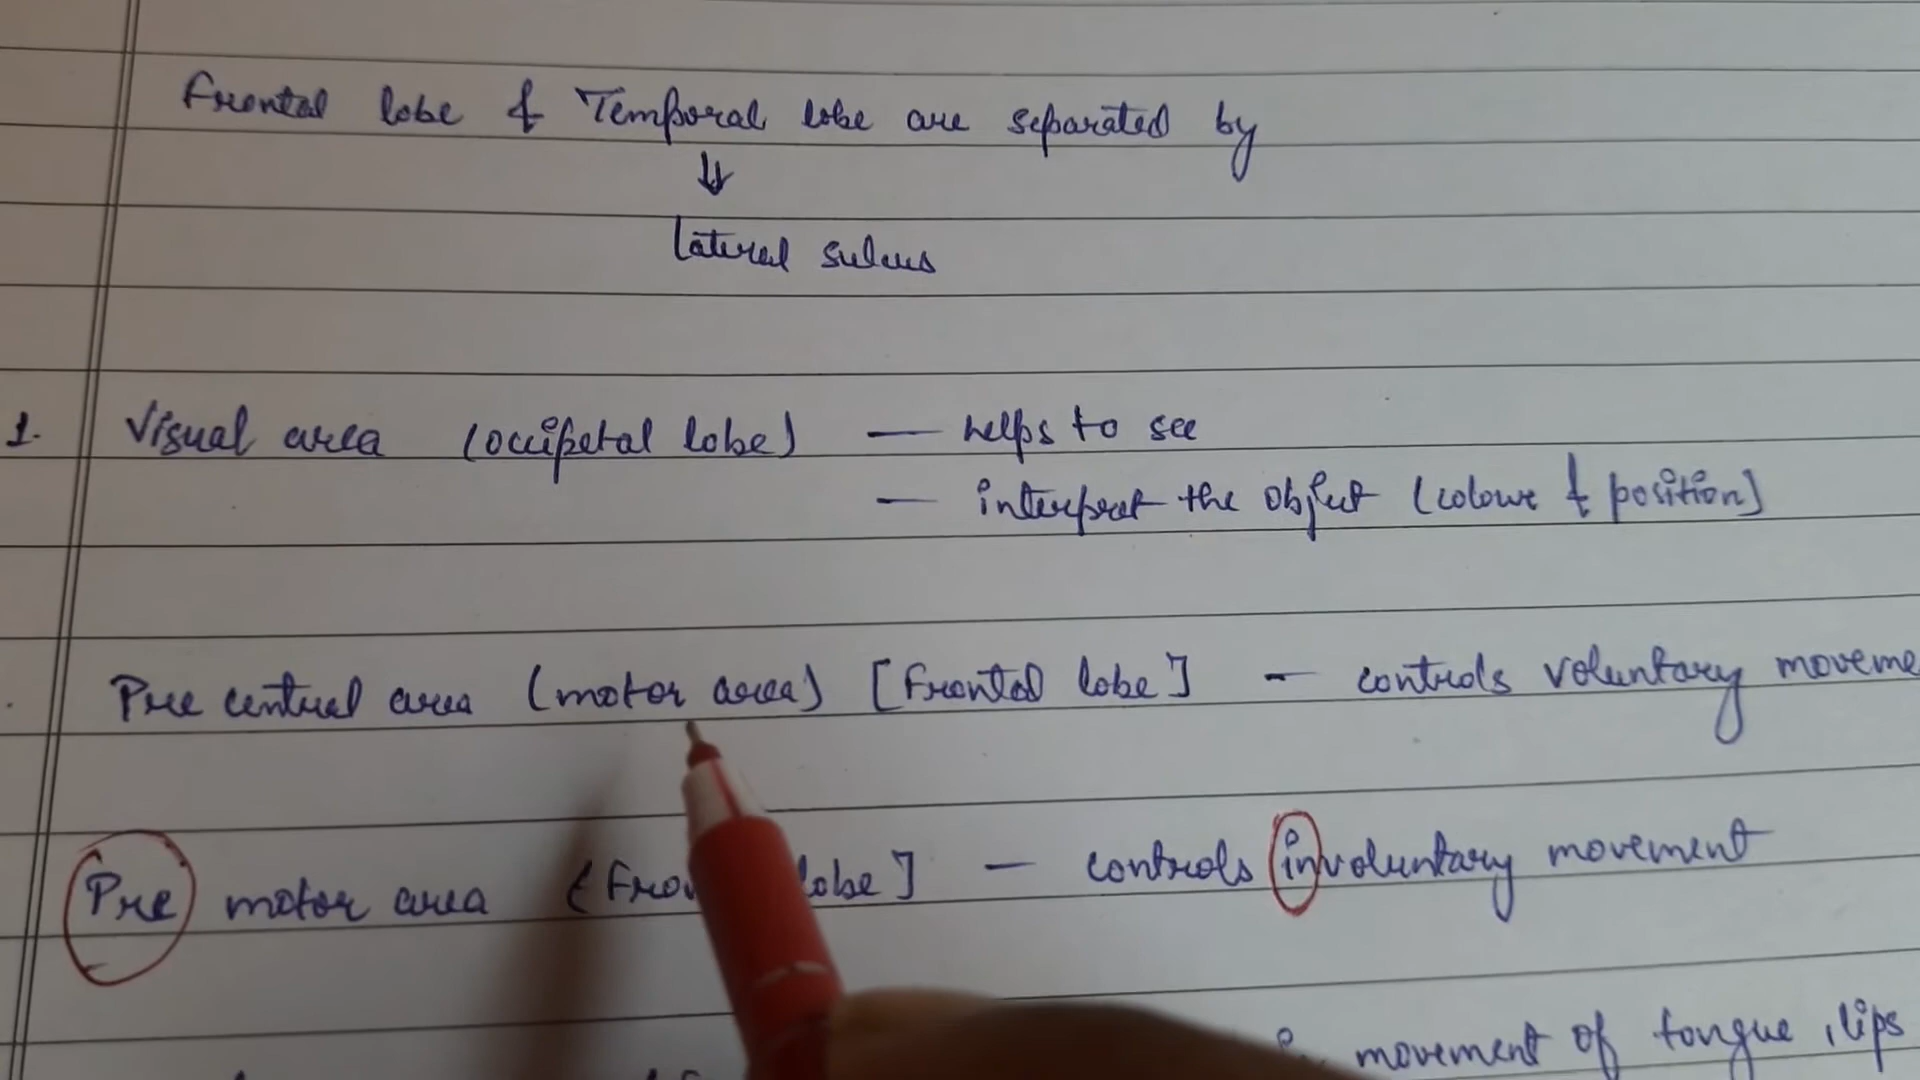 Frontal lobe & Temporal lobe are separated by
⇓
lateral sulcus
1. Visual area (occipetal lobe) — helps to see
— interpret the object (colour & position)
Pre central area (motor area) [Frontal lobe] — controls voluntary moveme
Pre motor area lobe] — controls involuntary movement
movement of tongue, lips